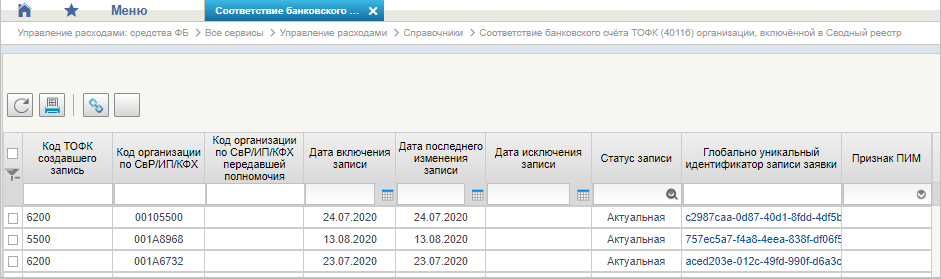 Меню
Соответствие банковского ...
Управление расходами: средства ФБ > Все сервисы > Управление расходами > Справочники > Соответствие банковского счёта ТОФК (40116) организации, включённой в Сводный реестр
Код ТОФК создавшего запись
Код организации по СвР/ИП/КФХ
Код организации по СвР/ИП/КФХ передавшей полномочия
Дата включения записи
Дата последнего изменения записи
Дата исключения записи
Статус записи
Глобально уникальный идентификатор записи заявки
Признак ПИМ
6200 00105500 24.07.2020 24.07.2020 Актуальная c2987caa-0d87-40d1-8fdd-4df5b
5500 001A8968 13.08.2020 13.08.2020 Актуальная 757ec5a7-f4a8-4eea-838f-df06f5
6200 001A6732 23.07.2020 23.07.2020 Актуальная aced203e-012c-49fd-990f-d6a3c